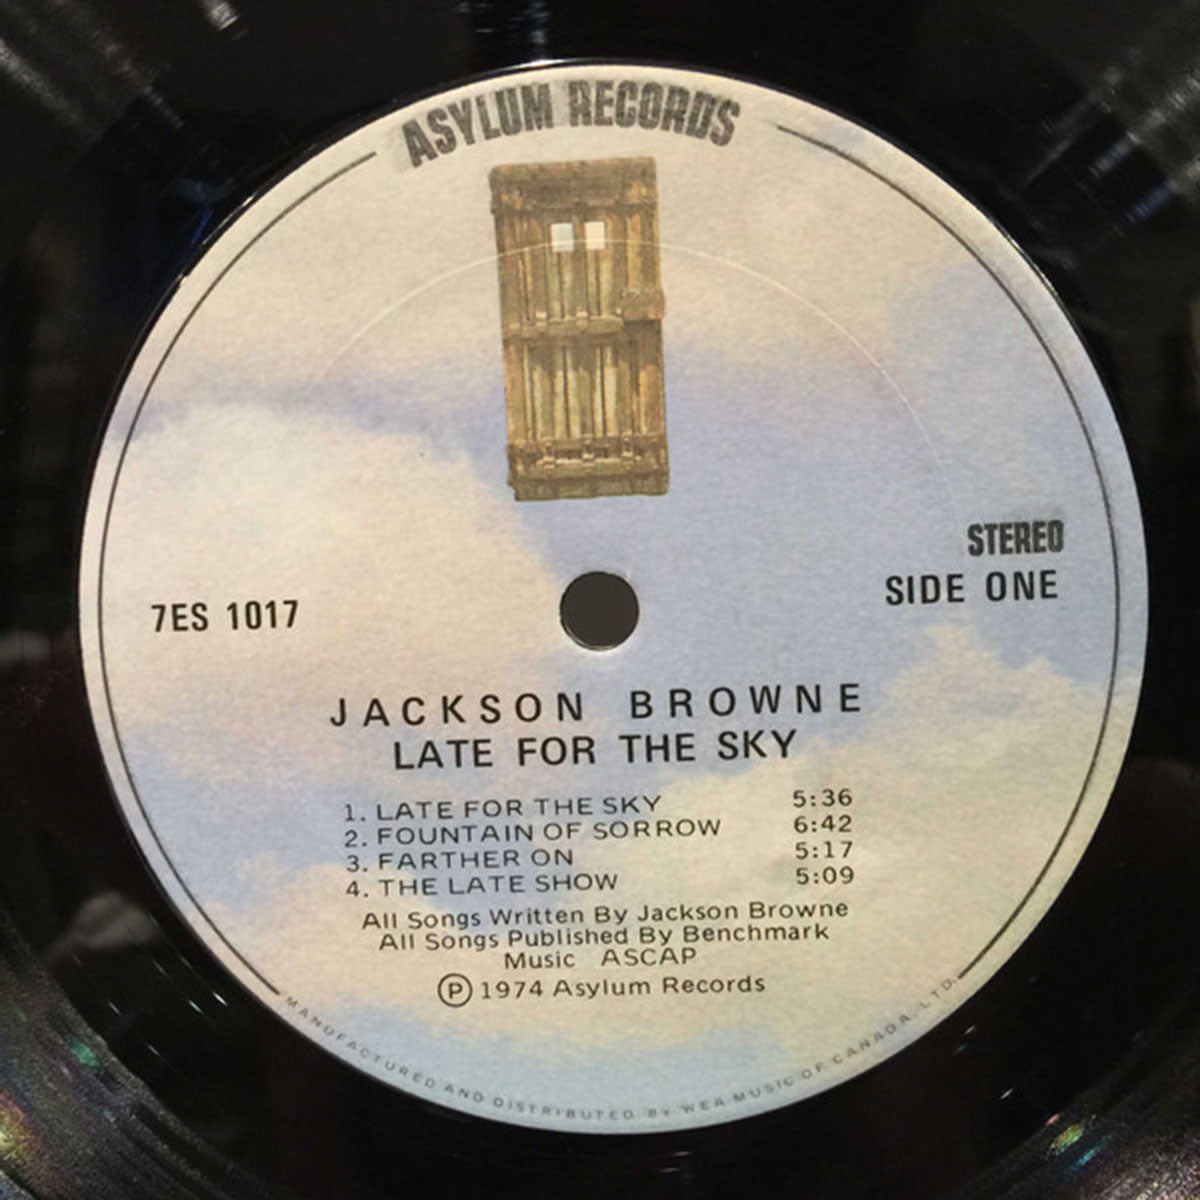 ASYLUM RECORDS
STEREO
7ES 1017
SIDE ONE
JACKSON BROWNE
LATE FOR THE SKY
1. LATE FOR THE SKY 5:36
2. FOUNTAIN OF SORROW 6:42
3. FARTHER ON 5:17
4. THE LATE SHOW 5:09
All Songs Written By Jackson Browne
All Songs Published By Benchmark
Music ASCAP
Ⓟ 1974 Asylum Records
MANUFACTURED AND DISTRIBUTED BY WEA MUSIC OF CANADA, LTD.